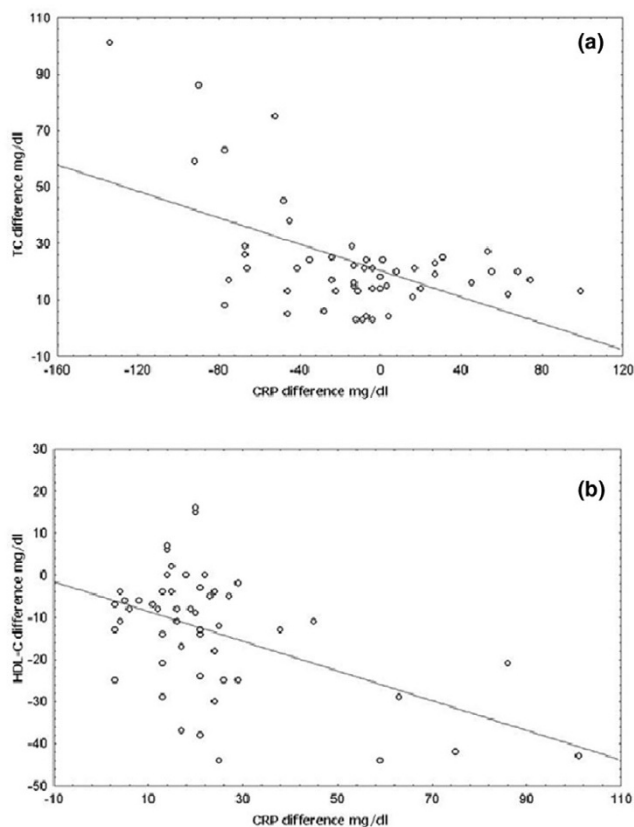 110
(a)
90
70
50
30
10
-10
TC difference mg/dl
-160 -120 -80 -40 0 40 80 120
CRP difference mg/dl
30
(b)
20
10
-0
-10
-20
-30
-40
-50
HDL-C difference mg/dl
-10 10 30 50 70 90 110
CRP difference mg/dl